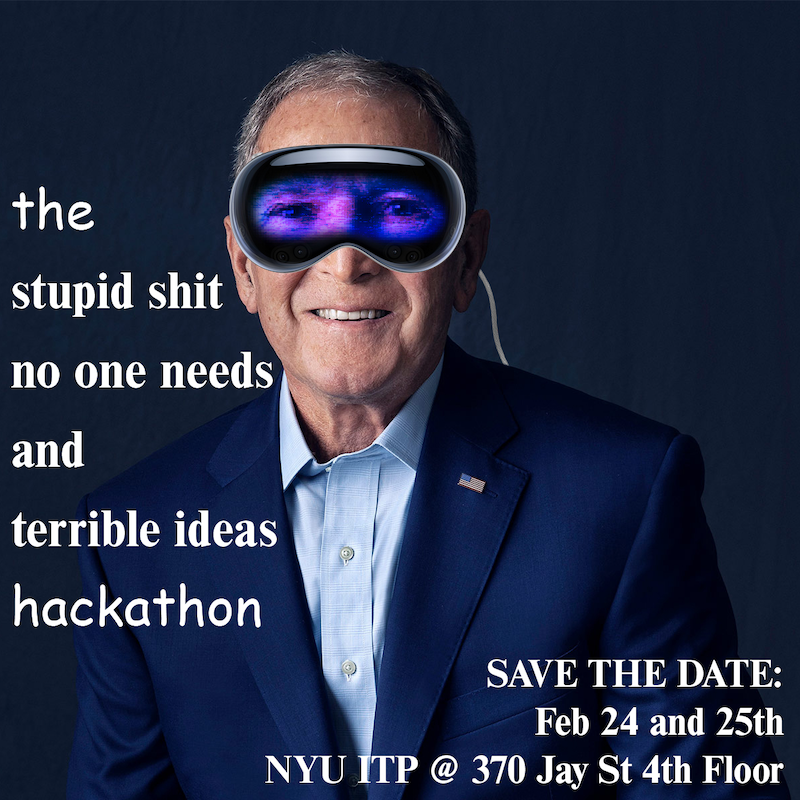 the
stupid shit
no one needs
and
terrible ideas
hackathon
SAVE THE DATE:
Feb 24 and 25th
NYU ITP @ 370 Jay St 4th Floor